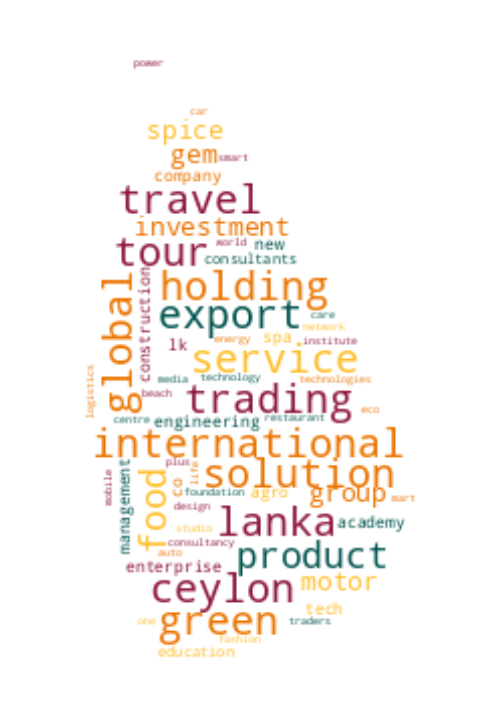 power
car
spice
gem smart
company
travel
investment
tour world new
consultants
global construction holding
export care
network
lk energy spa institute
service
logistics media technology technologies
beach trading eco
centre engineering restaurant
international
mobile management food plus co life solution
foundation agro group mart
design lanka academy
studio
consultancy product
auto
enterprise
ceylon motor
tech
one green traders
fashion
education